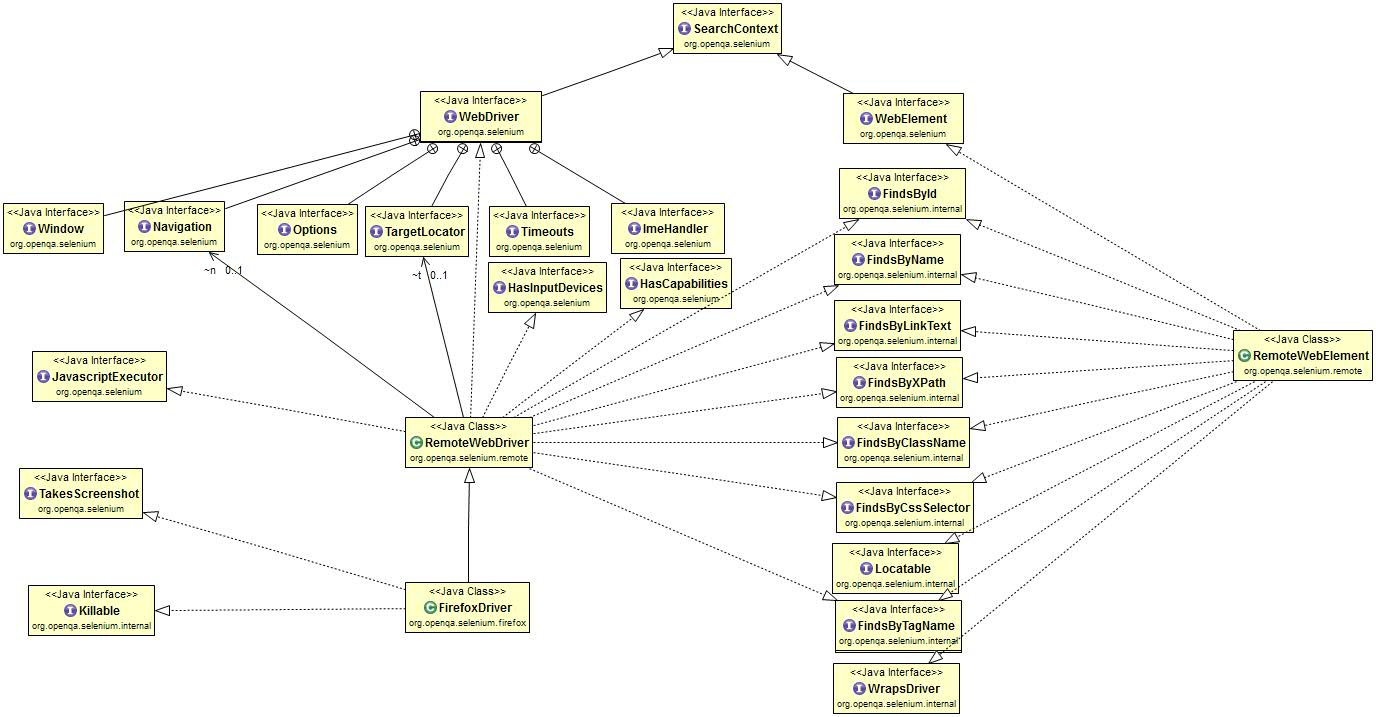 <<Java Interface>>
SearchContext
org.openqa.selenium
<<Java Interface>>
WebDriver
org.openqa.selenium
<<Java Interface>>
WebElement
org.openqa.selenium
<<Java Interface>>
FindsById
org.openqa.selenium.internal
<<Java Interface>>
Window
org.openqa.selenium
<<Java Interface>>
Navigation
org.openqa.selenium
<<Java Interface>>
Options
org.openqa.selenium
<<Java Interface>>
TargetLocator
org.openqa.selenium
<<Java Interface>>
Timeouts
org.openqa.selenium
<<Java Interface>>
ImeHandler
org.openqa.selenium
<<Java Interface>>
FindsByName
org.openqa.selenium.internal
~n 0..1
~t 0..1
<<Java Interface>>
HasInputDevices
org.openqa.selenium
<<Java Interface>>
HasCapabilities
org.openqa.selenium
<<Java Interface>>
FindsByLinkText
org.openqa.selenium.internal
<<Java Class>>
RemoteWebElement
org.openqa.selenium.remote
<<Java Interface>>
JavascriptExecutor
org.openqa.selenium
<<Java Interface>>
FindsByXPath
org.openqa.selenium.internal
<<Java Class>>
RemoteWebDriver
org.openqa.selenium.remote
<<Java Interface>>
FindsByClassName
org.openqa.selenium.internal
<<Java Interface>>
TakesScreenshot
org.openqa.selenium
<<Java Interface>>
FindsByCssSelector
org.openqa.selenium.internal
<<Java Interface>>
Locatable
org.openqa.selenium.internal
<<Java Interface>>
Killable
org.openqa.selenium.internal
<<Java Class>>
FirefoxDriver
org.openqa.selenium.firefox
<<Java Interface>>
FindsByTagName
org.openqa.selenium.internal
<<Java Interface>>
WrapsDriver
org.openqa.selenium.internal